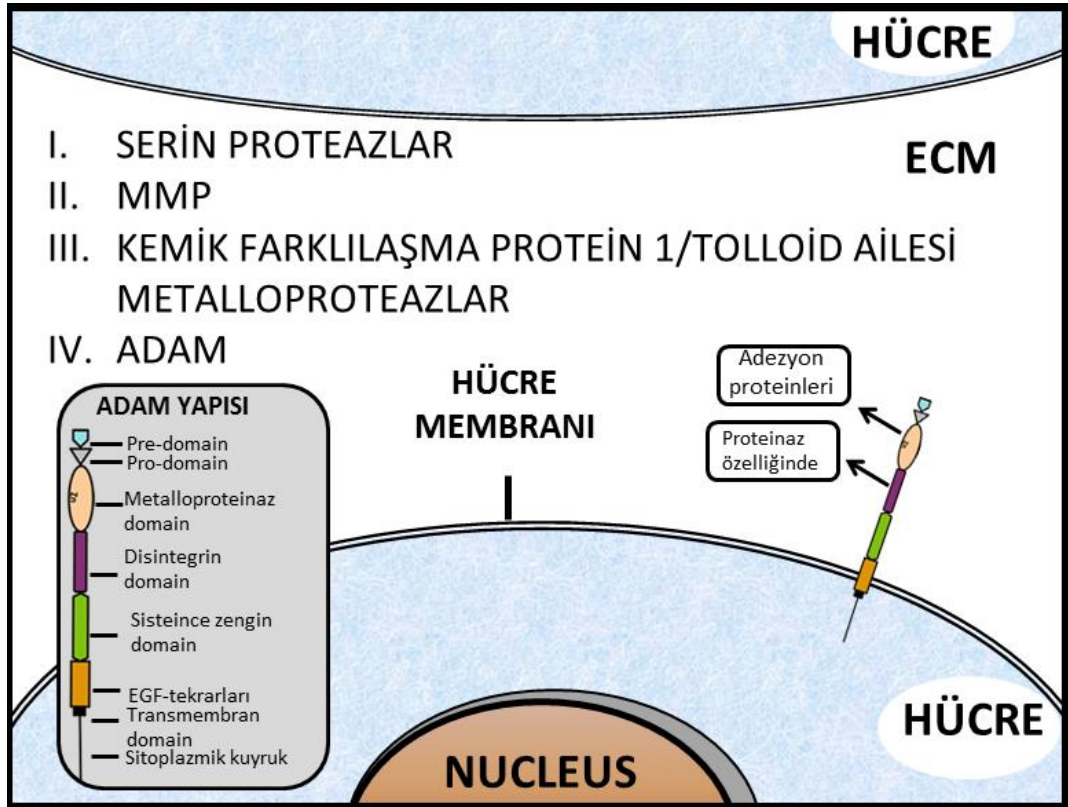 HÜCRE
I. SERİN PROTEAZLAR
ECM
II. MMP
III. KEMİK FARKLILAŞMA PROTEİN 1/TOLLOİD AİLESİ
METALLOPROTEAZLAR
IV. ADAM
HÜCRE
MEMBRANI
Adezyon
proteinleri
Proteinaz
özelliğinde
ADAM YAPISI
Pre-domain
Pro-domain
Metalloproteinaz
domain
Disintegrin
domain
Sisteince zengin
domain
EGF-tekrarları
Transmembran
domain
Sitoplazmik kuyruk
HÜCRE
NUCLEUS